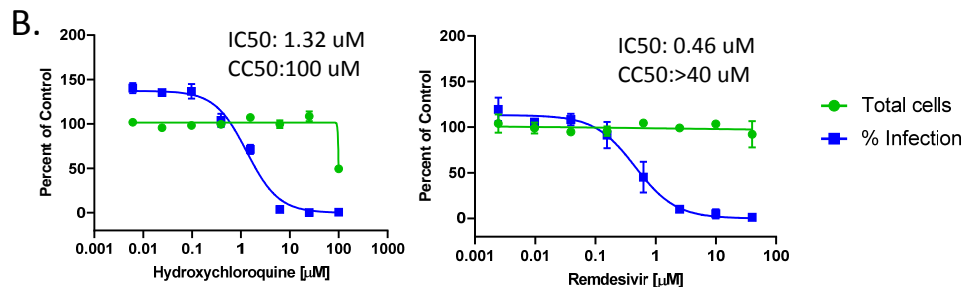 B.
IC50: 1.32 uM
CC50:100 uM
Percent of Control
200
150
100
50
0
0.001 0.01 0.1 1 10 100 1000
Hydroxychloroquine [µM]
IC50: 0.46 uM
CC50:>40 uM
Percent of Control
200
150
100
50
0
0.001 0.01 0.1 1 10 100
Remdesivir [µM]
Total cells
% Infection